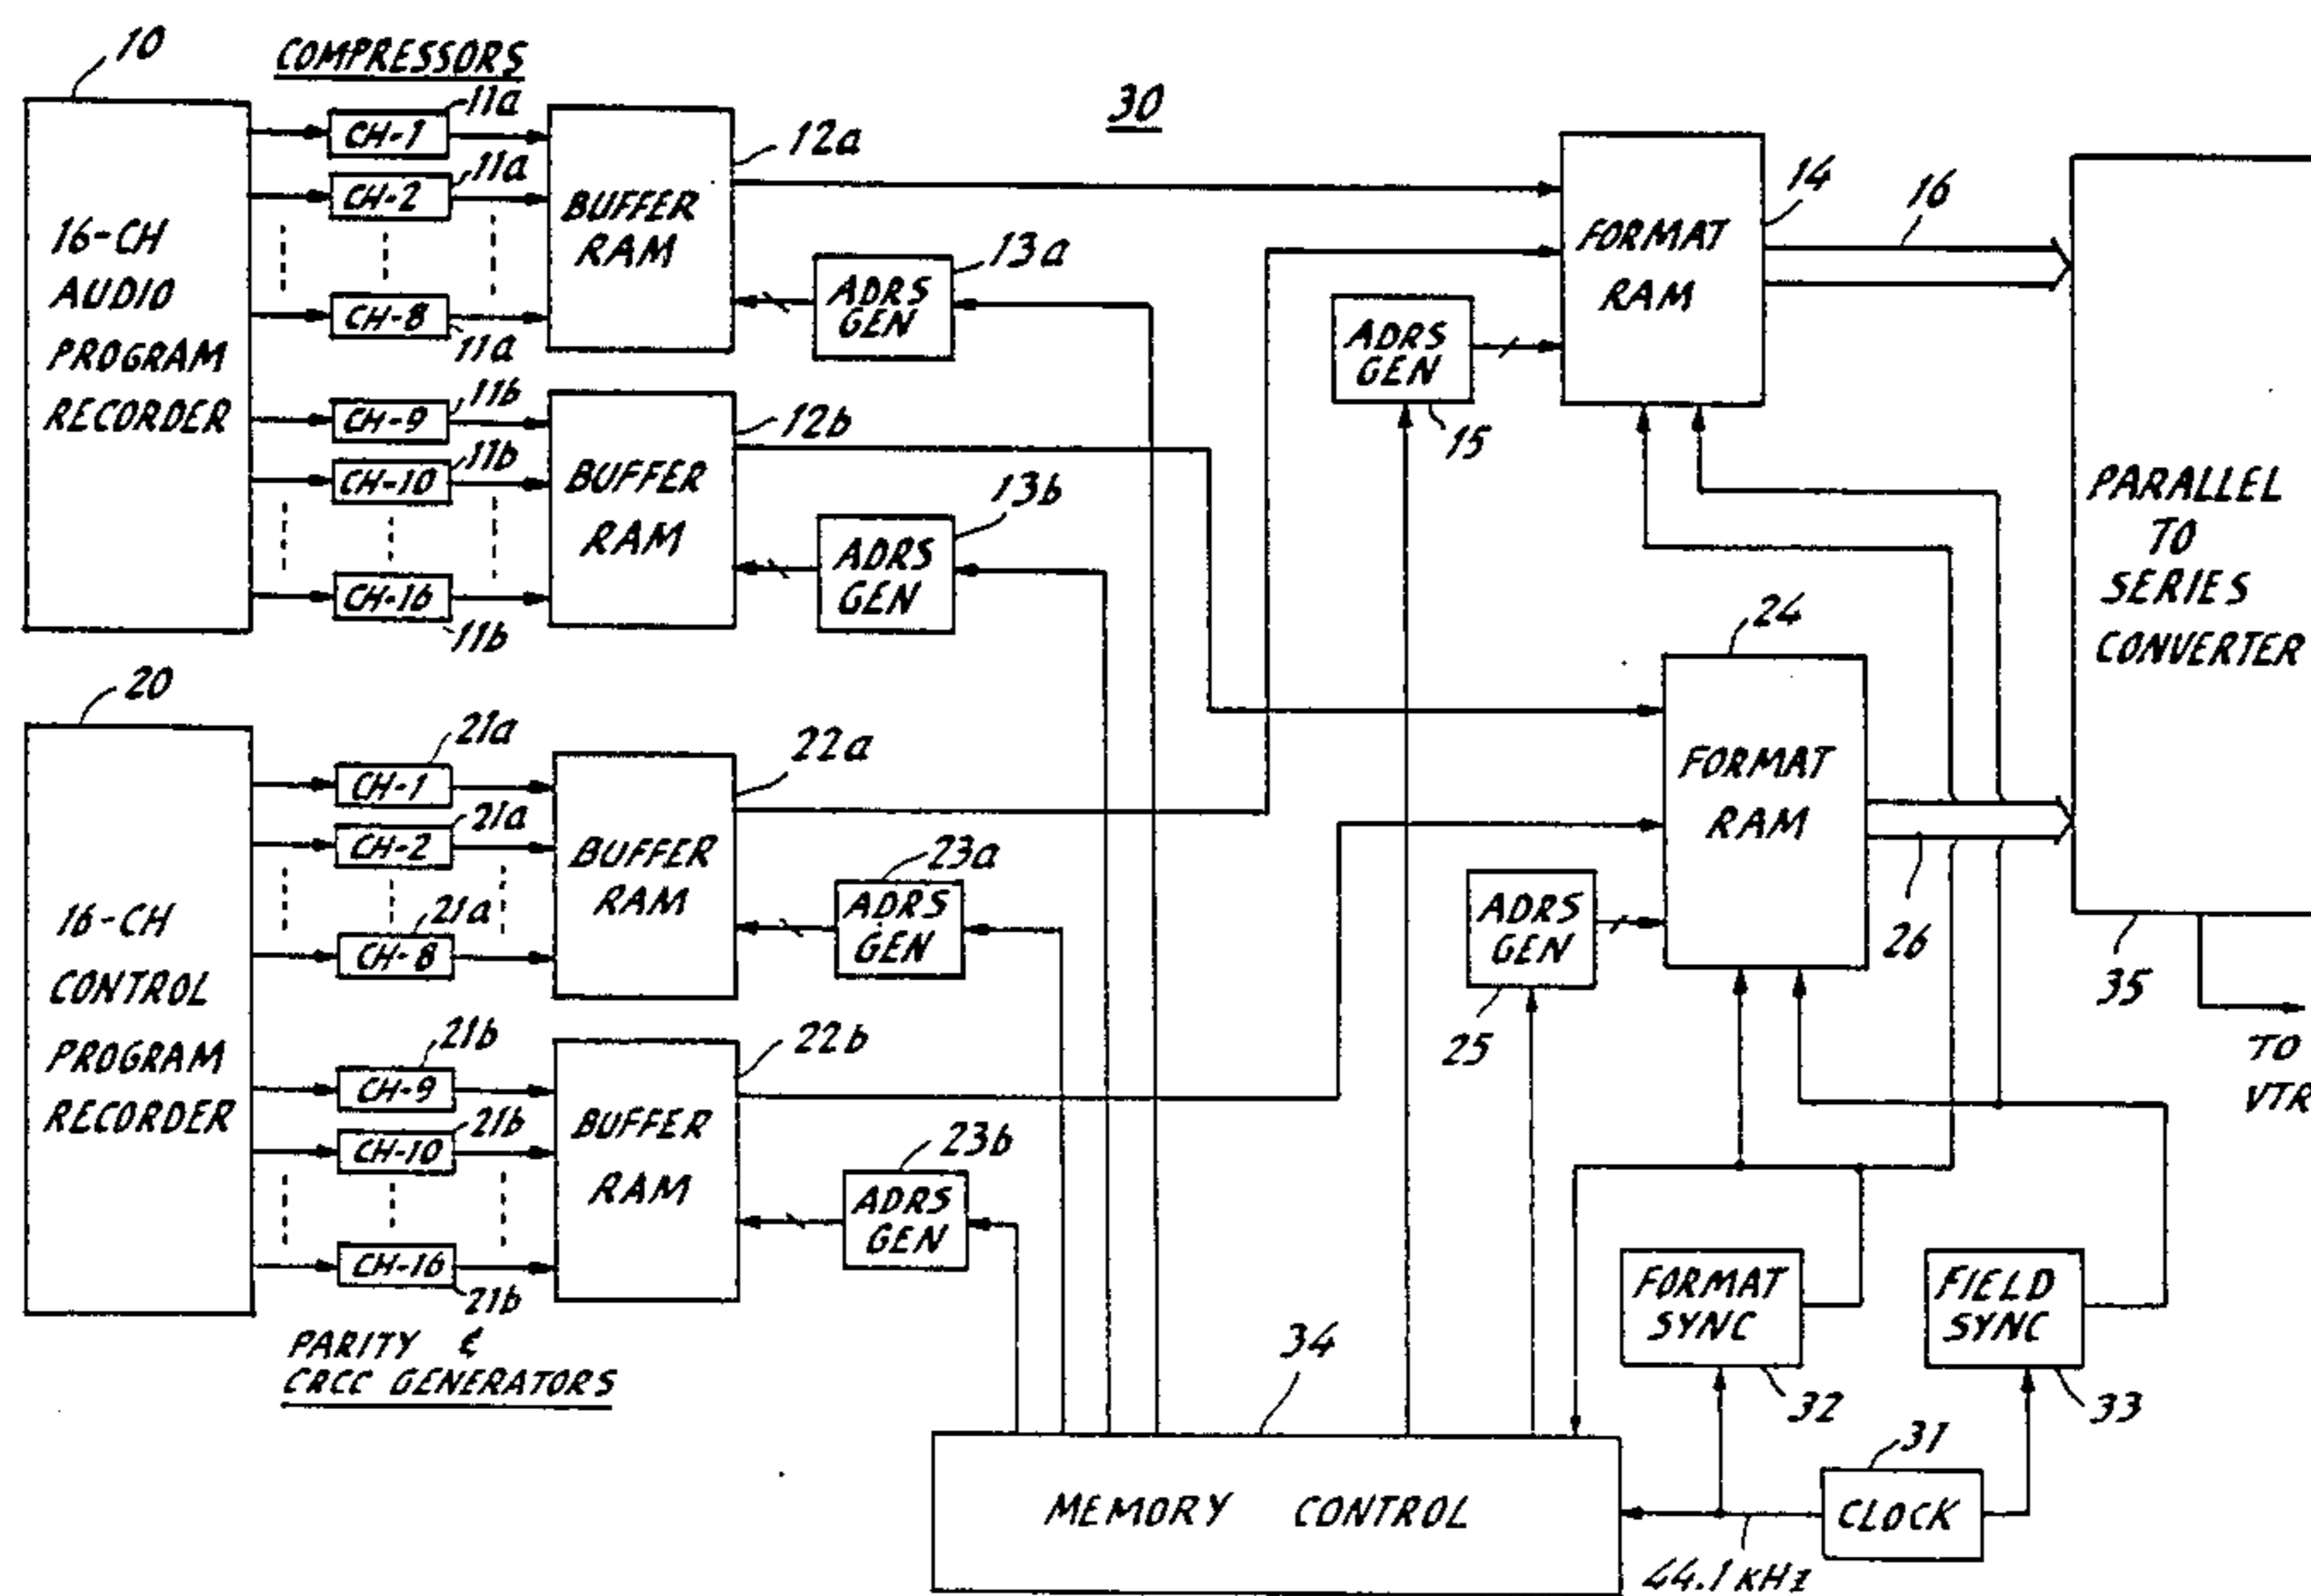 10
COMPRESSORS
30
16-CH
AUDIO
PROGRAM
RECORDER
11a
CH-1
11a
CH-2
CH-8
11a
11b
CH-9
11b
CH-10
CH-16
11b
BUFFER
RAM
12a
ADRS
GEN
13a
BUFFER
RAM
12b
ADRS
GEN
13b
FORMAT
RAM
14
16
ADRS
GEN
15
PARALLEL
TO
SERIES
CONVERTER
35
TO
VTR
20
16-CH
CONTROL
PROGRAM
RECORDER
21a
CH-1
21a
CH-2
21a
CH-8
21b
CH-9
21b
CH-10
CH-16
21b
PARITY &
CRCC GENERATORS
BUFFER
RAM
22a
ADRS
GEN
23a
BUFFER
RAM
22b
ADRS
GEN
23b
24
FORMAT
RAM
26
ADRS
GEN
25
FORMAT
SYNC
32
FIELD
SYNC
33
34
MEMORY CONTROL
31
CLOCK
44.1 KHz